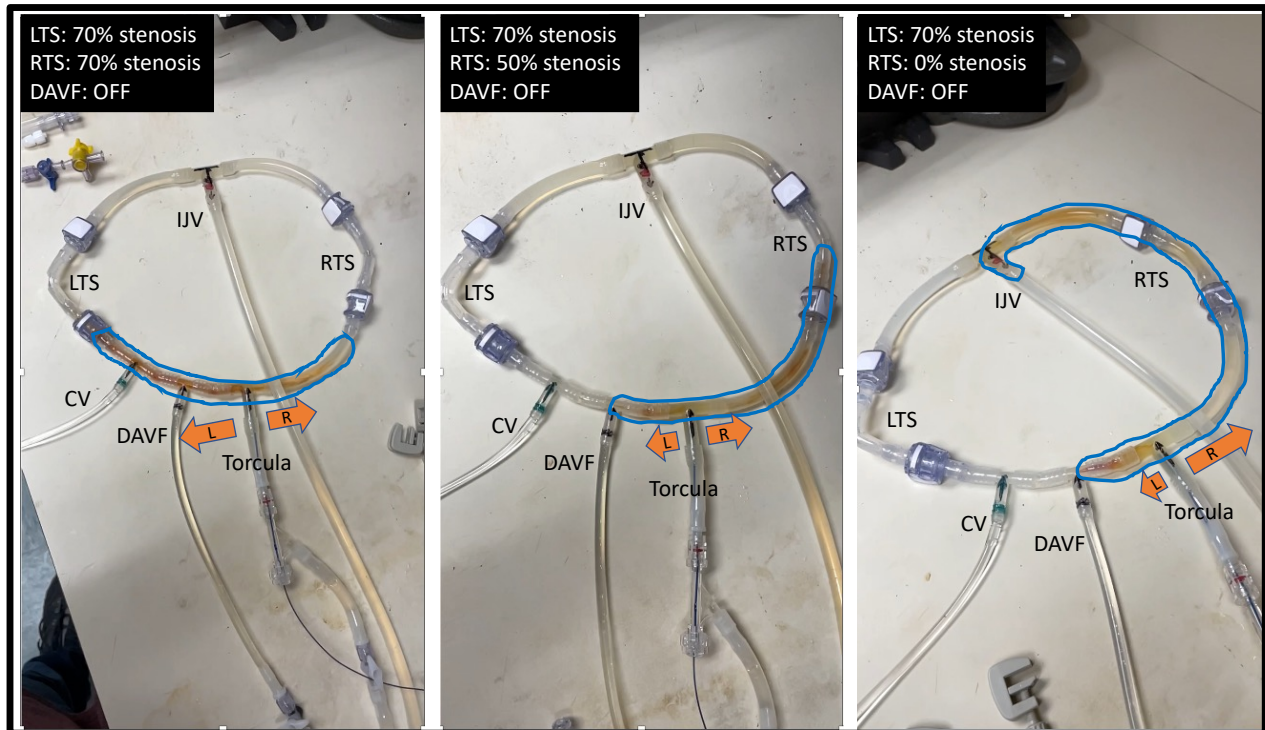 LTS: 70% stenosis
RTS: 70% stenosis
DAVF: OFF
IJV
RTS
LTS
CV
DAVF
L
R
Torcula
LTS: 70% stenosis
RTS: 50% stenosis
DAVF: OFF
IJV
RTS
LTS
CV
DAVF
L
R
Torcula
LTS: 70% stenosis
RTS: 0% stenosis
DAVF: OFF
IJV
RTS
LTS
CV
DAVF
L
R
Torcula